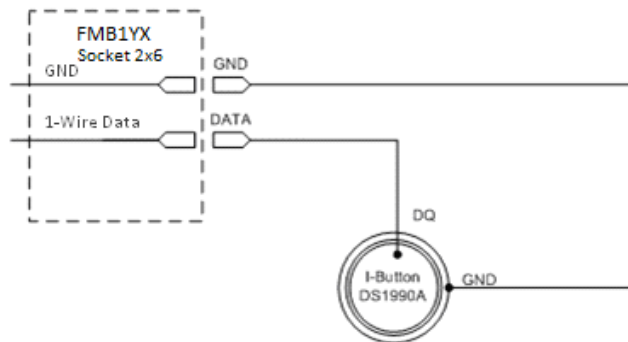 FMB1YX
Socket 2x6
GND
GND
1-Wire Data
DATA
DQ
I-Button
DS1990A
GND